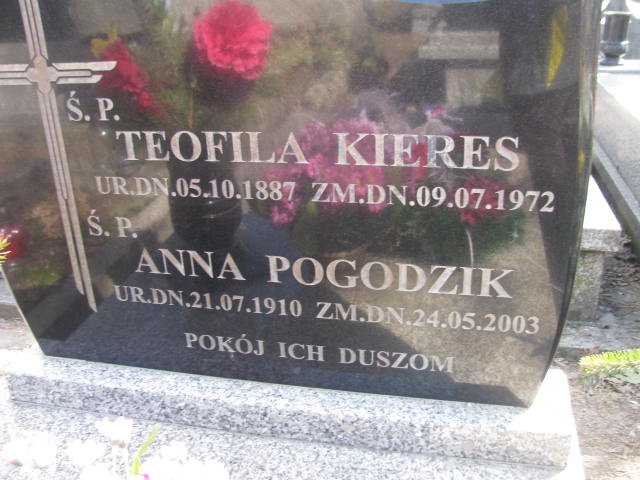 Ś. P.
TEOFILA KIERES
UR.DN.05.10.1887 ZM.DN.09.07.1972
Ś. P.
ANNA POGODZIK
UR.DN.21.07.1910 ZM.DN.24.05.2003
POKÓJ ICH DUSZOM